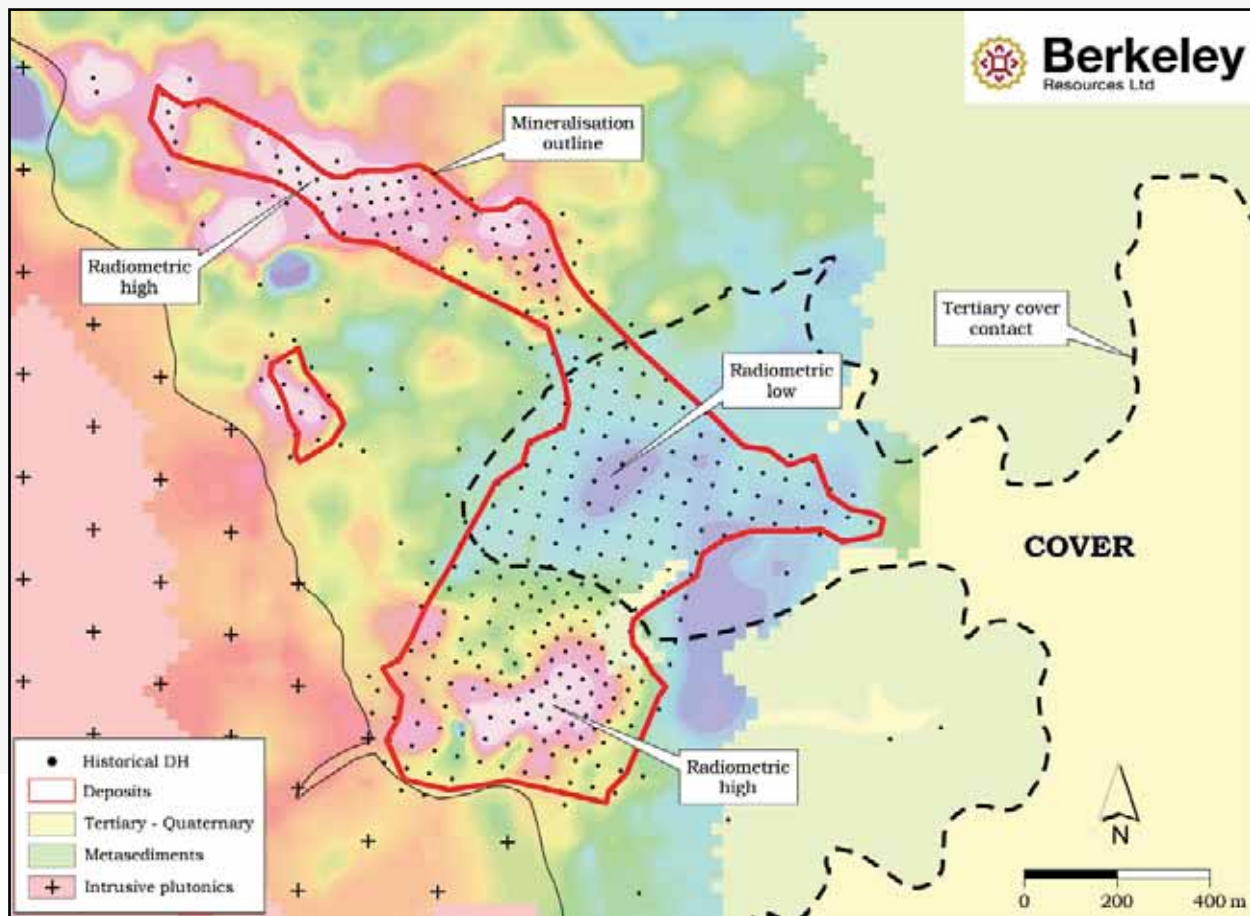 Berkeley
Resources Ltd
Mineralisation
outline
Radiometric
high
Tertiary cover
contact
Radiometric
low
COVER
Radiometric
high
Historical DH
Deposits
Tertiary - Quaternary
Metasediments
Intrusive plutonics
N
0 200 400 m